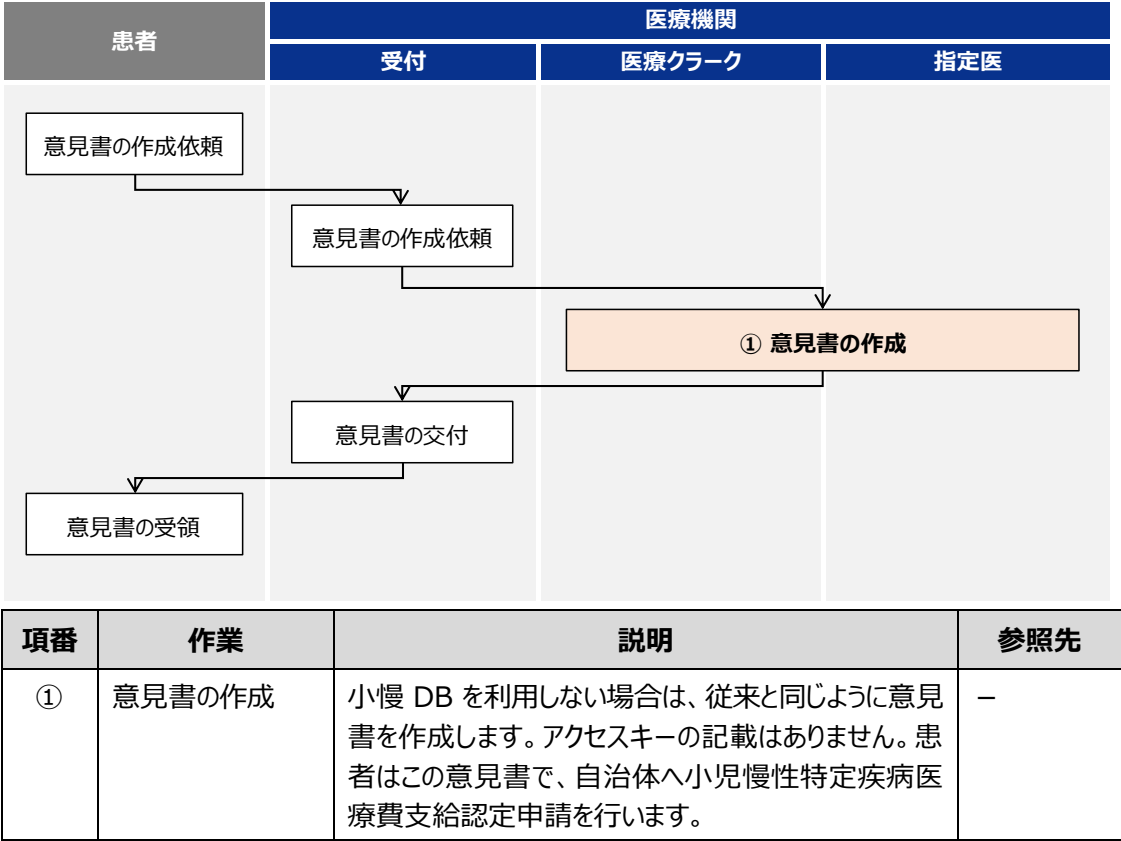 患者
医療機関
受付
医療クラーク
指定医
意見書の作成依頼
意見書の作成依頼
① 意見書の作成
意見書の交付
意見書の受領
項番
作業
説明
参照先
①
意見書の作成
小慢 DB を利用しない場合は、従来と同じように意見
書を作成します。アクセスキーの記載はありません。患
者はこの意見書で、自治体へ小児慢性特定疾病医
療費支給認定申請を行います。
－